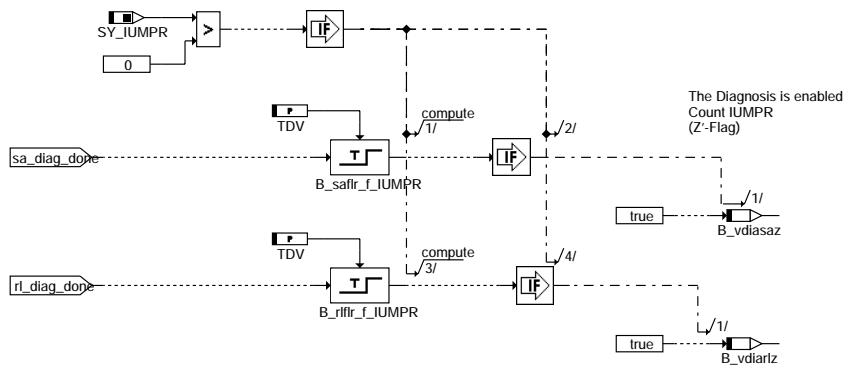 SY_IUMPR
>
IF
0
The Diagnosis is enabled
Count IUMPR
(Z'-Flag)
P
TDV
compute
1/
2/
sa_diag_done
T
IF
B_saflr_f_IUMPR
1/
true
B_vdiasaz
P
TDV
compute
3/
4/
rl_diag_done
T
IF
B_rlflr_f_IUMPR
1/
true
B_vdiarlz